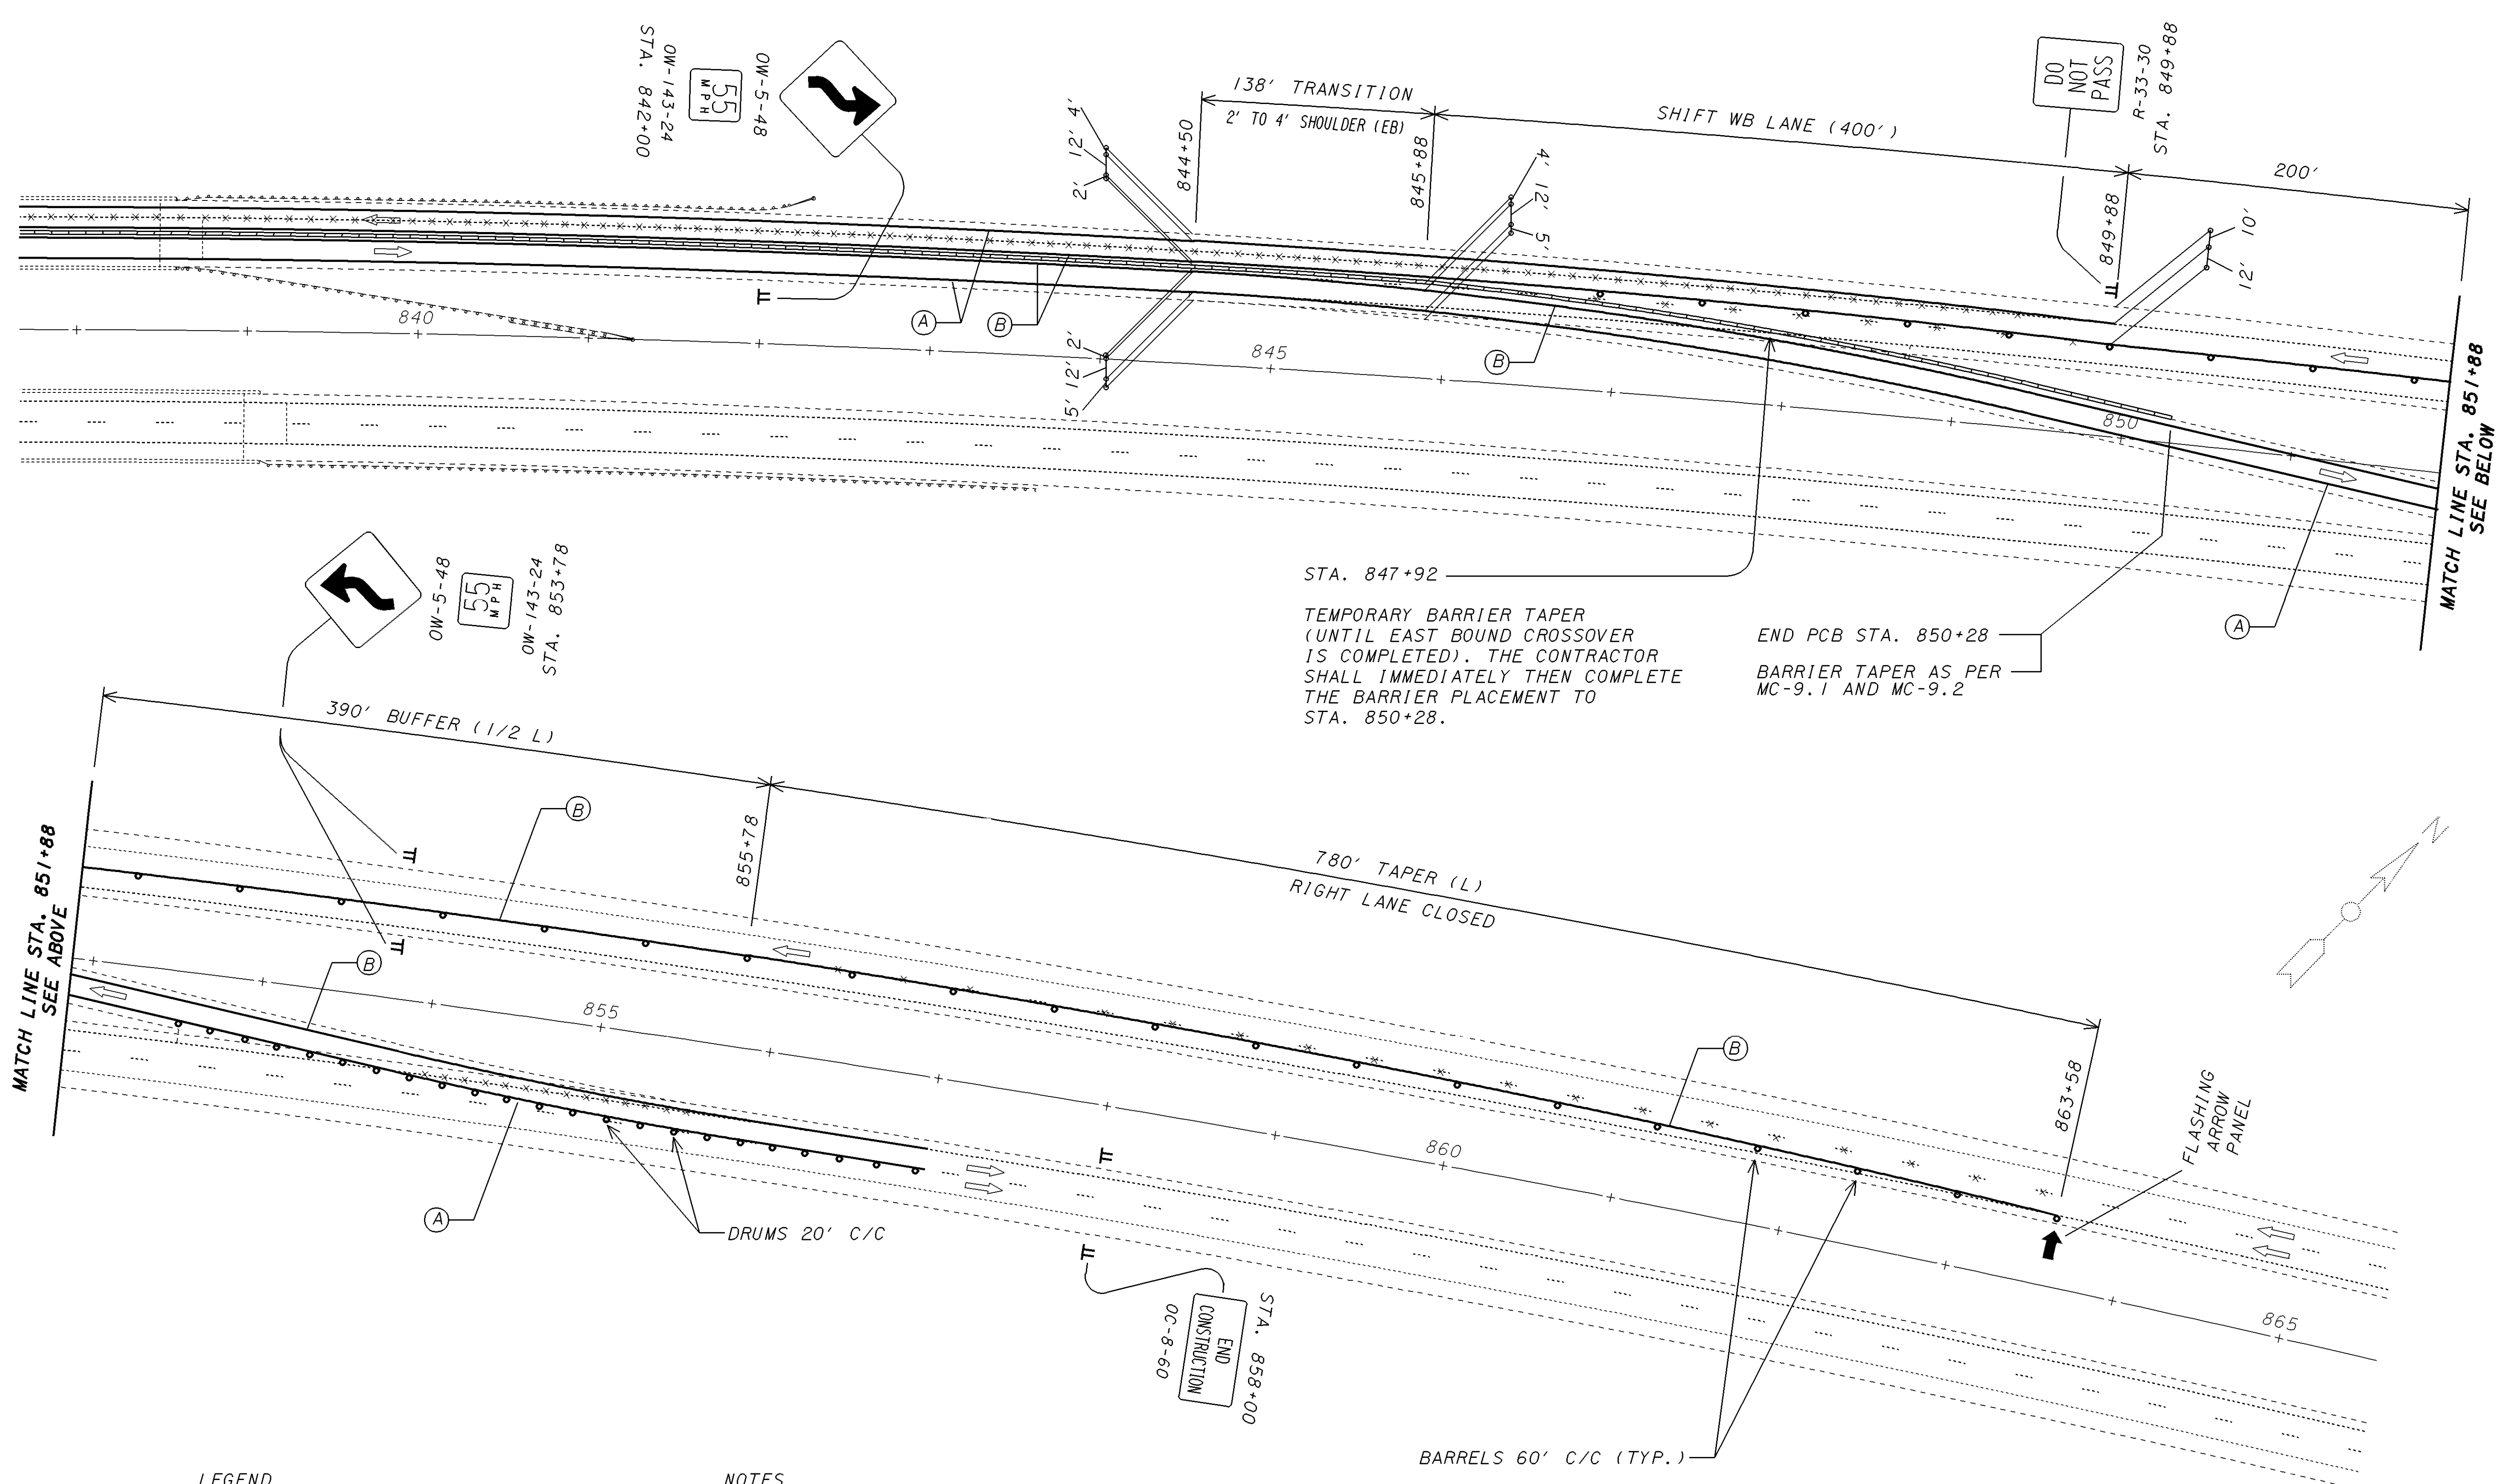 STA. 842+00
OW-143-24
55
MPH
OW-5-48
138' TRANSITION
2' TO 4' SHOULDER (EB)
SHIFT WB LANE (400')
200'
DO
NOT
PASS
R-33-30
STA. 849+88
844+50
845+88
849+88
4'
12'
2'
4'
12'
5'
10'
12'
2'
12'
5'
A
B
B
840
845
850
MATCH LINE STA. 851+88
SEE BELOW
STA. 847+92
TEMPORARY BARRIER TAPER
(UNTIL EAST BOUND CROSSOVER
IS COMPLETED). THE CONTRACTOR
SHALL IMMEDIATELY THEN COMPLETE
THE BARRIER PLACEMENT TO
STA. 850+28.
END PCB STA. 850+28
BARRIER TAPER AS PER
MC-9.1 AND MC-9.2
A
OW-5-48
55
MPH
OW-143-24
STA. 853+78
390' BUFFER (1/2 L)
855+78
780' TAPER (L)
RIGHT LANE CLOSED
863+58
FLASHING
ARROW
PANEL
N
MATCH LINE STA. 851+88
SEE ABOVE
B
B
B
A
855
860
865
DRUMS 20' C/C
STA. 858+00
END
CONSTRUCTION
OC-8-60
BARRELS 60' C/C (TYP.)
LEGEND
NOTES